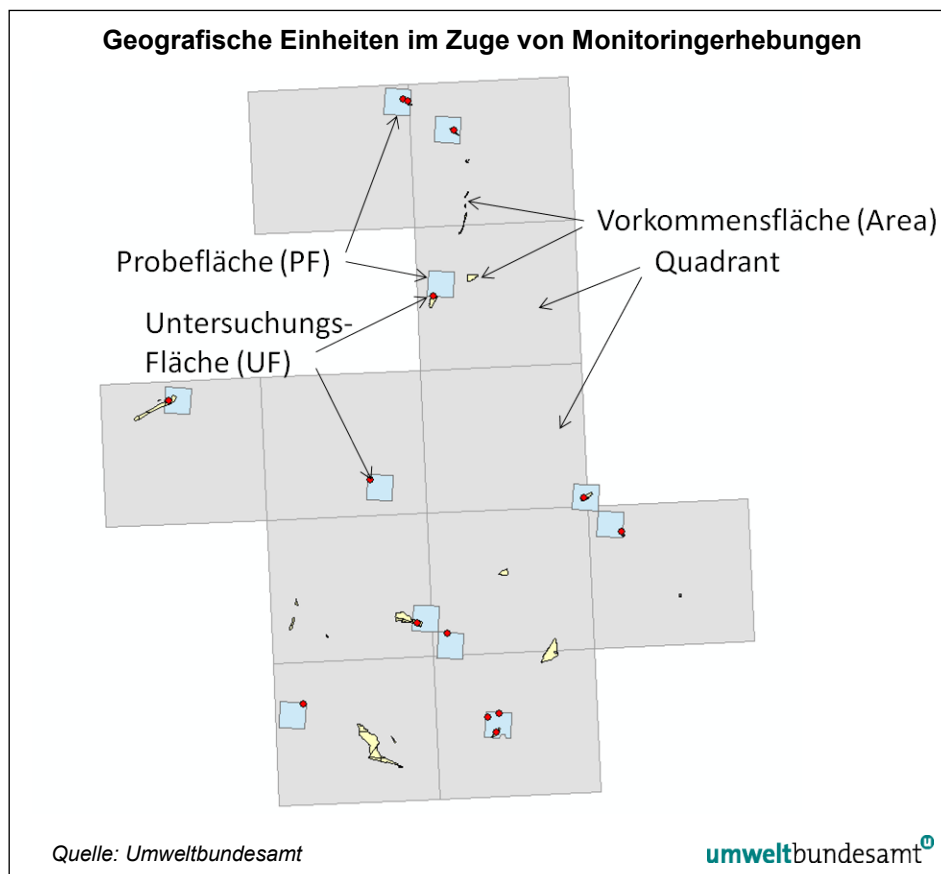 Geografische Einheiten im Zuge von Monitoringerhebungen
Vorkommensfläche (Area)
Probefläche (PF)
Quadrant
Untersuchungs-
Fläche (UF)
Quelle: Umweltbundesamt
umweltbundesamt